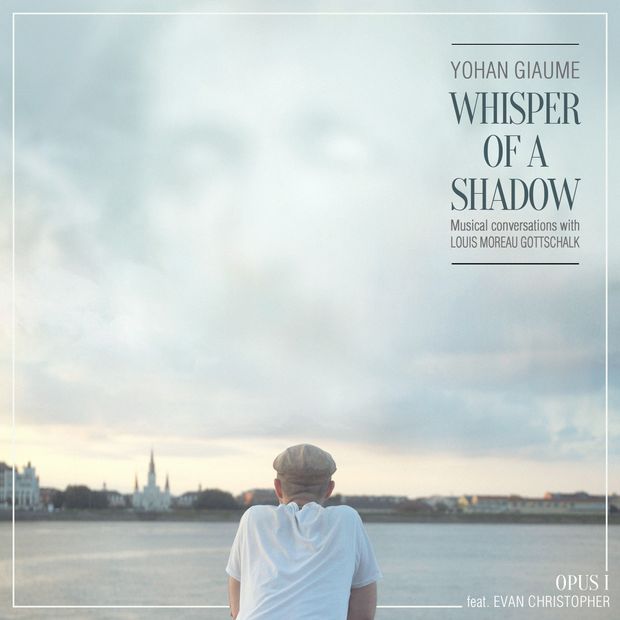 YOHAN GIAUME
WHISPER
OF A
SHADOW
Musical conversations with
LOUIS MOREAU GOTTSCHALK
OPUS I
feat. EVAN CHRISTOPHER